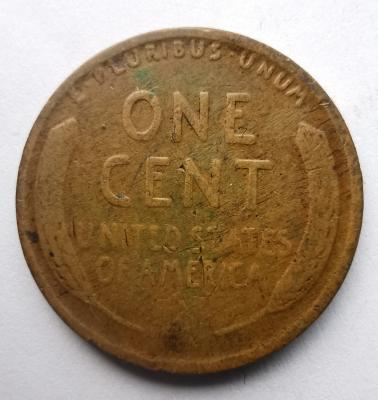 E·PLURIBUS·UNUM
ONE
CENT
UNITED STATES
OF AMERICA